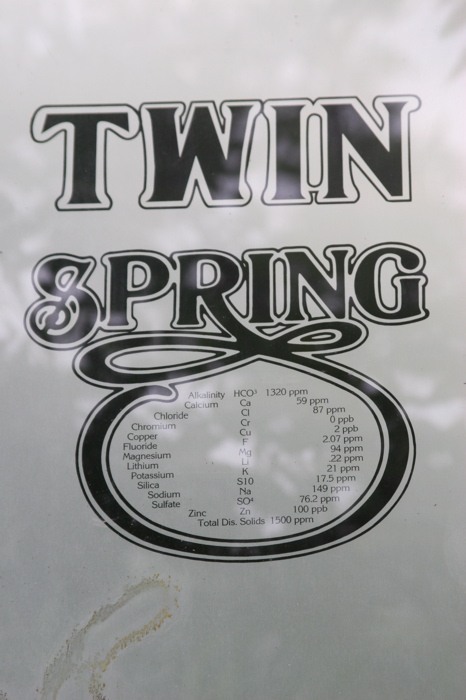 TWIN
SPRING
Alkalinity HCO³ 1320 ppm
Calcium Ca 59 ppm
Chloride Cl 87 ppm
Chromium Cr 0 ppb
Copper Cu 2 ppb
Fluoride F 2.07 ppm
Magnesium Mg 94 ppm
Lithium Li .22 ppm
Potassium K 21 ppm
Silica S10 17.5 ppm
Sodium Na 149 ppm
Sulfate SO⁴ 76.2 ppm
Zinc Zn 100 ppb
Total Dis. Solids 1500 ppm